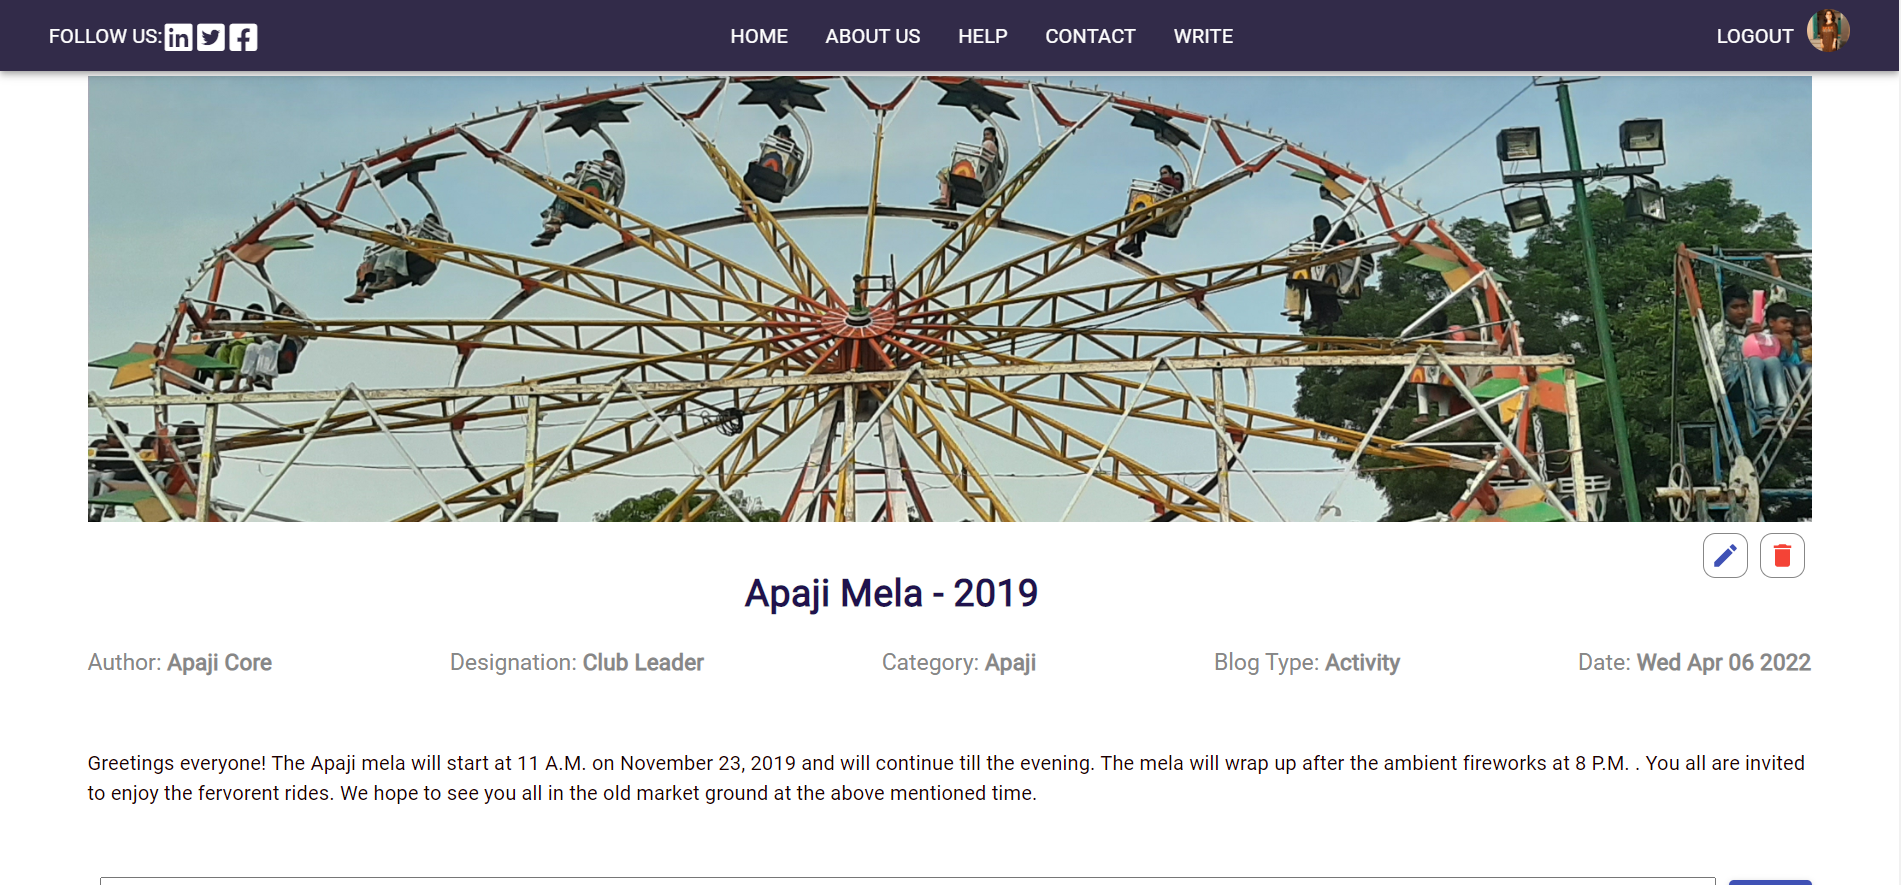 FOLLOW US: in
HOME ABOUT US HELP CONTACT WRITE
LOGOUT
Apaji Mela - 2019
Author: Apaji Core Designation: Club Leader Category: Apaji Blog Type: Activity Date: Wed Apr 06 2022
Greetings everyone! The Apaji mela will start at 11 A.M. on November 23, 2019 and will continue till the evening. The mela will wrap up after the ambient fireworks at 8 P.M. . You all are invited
to enjoy the fervorent rides. We hope to see you all in the old market ground at the above mentioned time.